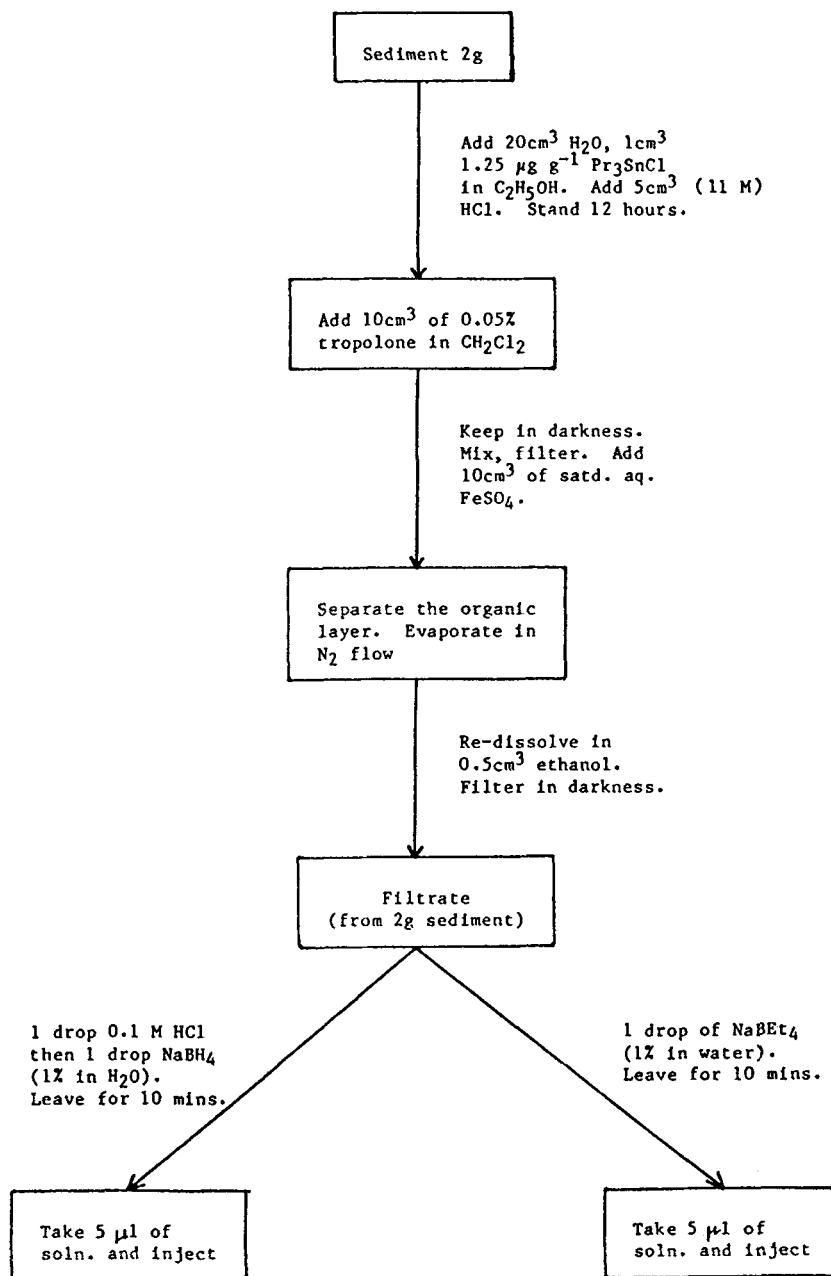 Sediment 2g
Add 20cm³ H₂O, 1cm³
1.25 µg g⁻¹ Pr₃SnCl
in C₂H₅OH. Add 5cm³ (11 M)
HCl. Stand 12 hours.
Add 10cm³ of 0.05%
tropolone in CH₂Cl₂
Keep in darkness.
Mix, filter. Add
10cm³ of satd. aq.
FeSO₄.
Separate the organic
layer. Evaporate in
N₂ flow
Re-dissolve in
0.5cm³ ethanol.
Filter in darkness.
Filtrate
(from 2g sediment)
1 drop 0.1 M HCl
then 1 drop NaBH₄
(1% in H₂O).
Leave for 10 mins.
1 drop of NaBEt₄
(1% in water).
Leave for 10 mins.
Take 5 µl of
soln. and inject
Take 5 µl of
soln. and inject